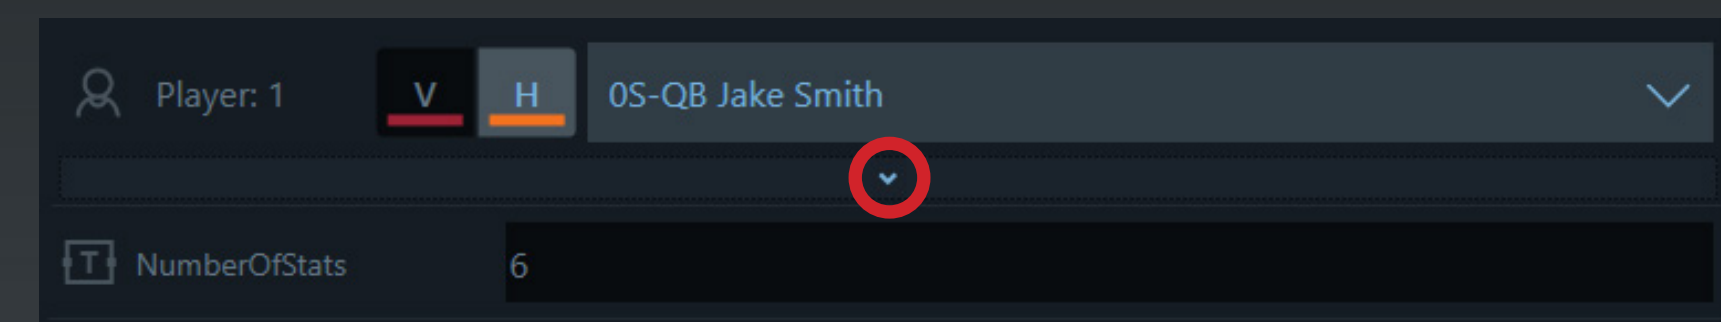 Player: 1 V H 0S-QB Jake Smith
T NumberOfStats 6